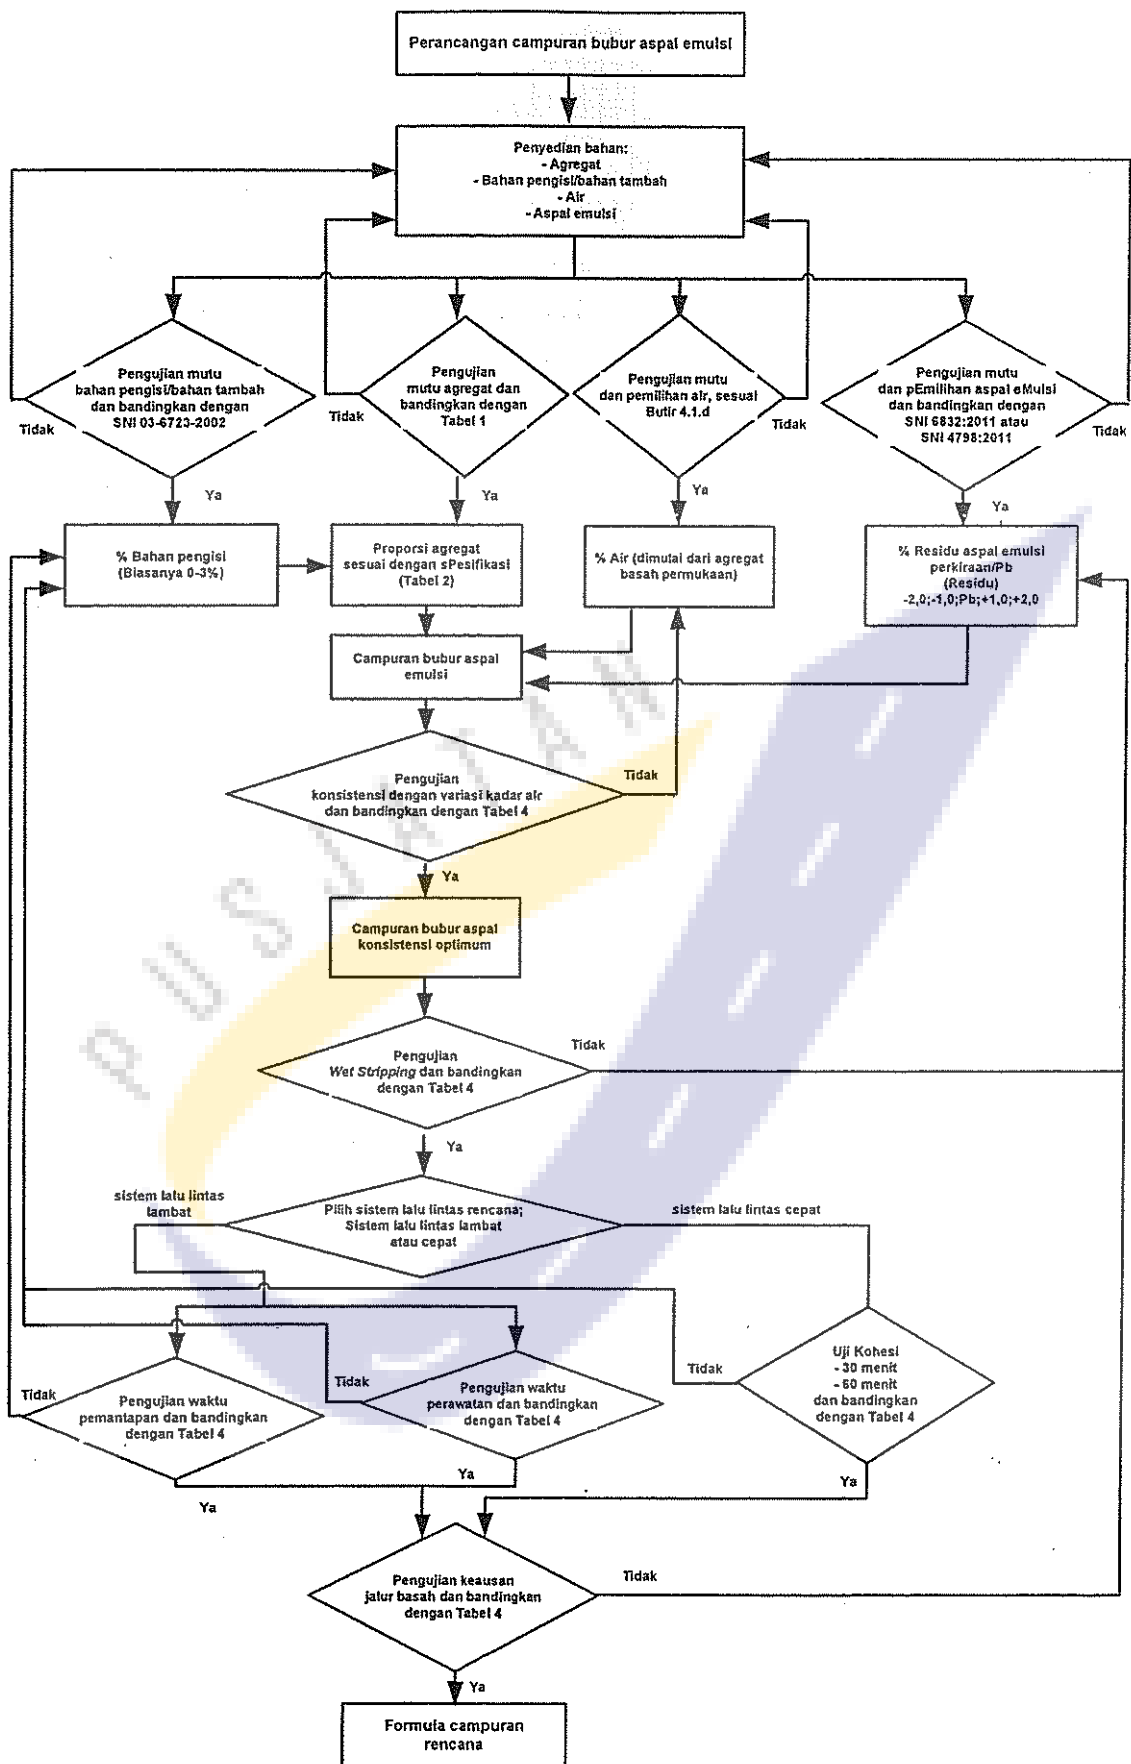 Perancangan campuran bubur aspal emulsi
Penyedian bahan:
- Agregat
- Bahan pengisi/bahan tambah
- Air
- Aspal emulsi
Pengujian mutu
bahan pengisi/bahan tambah
dan bandingkan dengan
SNI 03-6723-2002
Tidak
Ya
Pengujian
mutu agregat dan
bandingkan dengan
Tabel 1
Tidak
Ya
Pengujian mutu
dan pemilihan air, sesuai
Butir 4.1.d
Tidak
Ya
Pengujian mutu
dan pEmilihan aspal eMulsi
dan bandingkan dengan
SNI 6832:2011 atau
SNI 4798:2011
Tidak
Ya
% Bahan pengisi
(Biasanya 0-3%)
Proporsi agregat
sesuai dengan sPesifikasi
(Tabel 2)
% Air (dimulai dari agregat
basah permukaan)
% Residu aspal emulsi
perkiraan/Pb
(Residu)
-2,0;-1,0;Pb;+1,0;+2,0
Campuran bubur aspal
emulsi
Pengujian
konsistensi dengan variasi kadar air
dan bandingkan dengan Tabel 4
Tidak
Ya
Campuran bubur aspal
konsistensi optimum
Pengujian
Wet Stripping dan bandingkan
dengan Tabel 4
Tidak
Ya
sistem lalu lintas
lambat
Pilih sistem lalu lintas rencana;
Sistem lalu lintas lambat
atau cepat
sistem lalu lintas cepat
Tidak
Pengujian waktu
pemantapan dan bandingkan
dengan Tabel 4
Ya
Tidak
Pengujian waktu
perawatan dan bandingkan
dengan Tabel 4
Ya
Tidak
Uji Kohesi
- 30 menit
- 60 menit
dan bandingkan
dengan Tabel 4
Ya
Pengujian keausan
jalur basah dan bandingkan
dengan Tabel 4
Tidak
Ya
Formula campuran
rencana
PUSJATAN